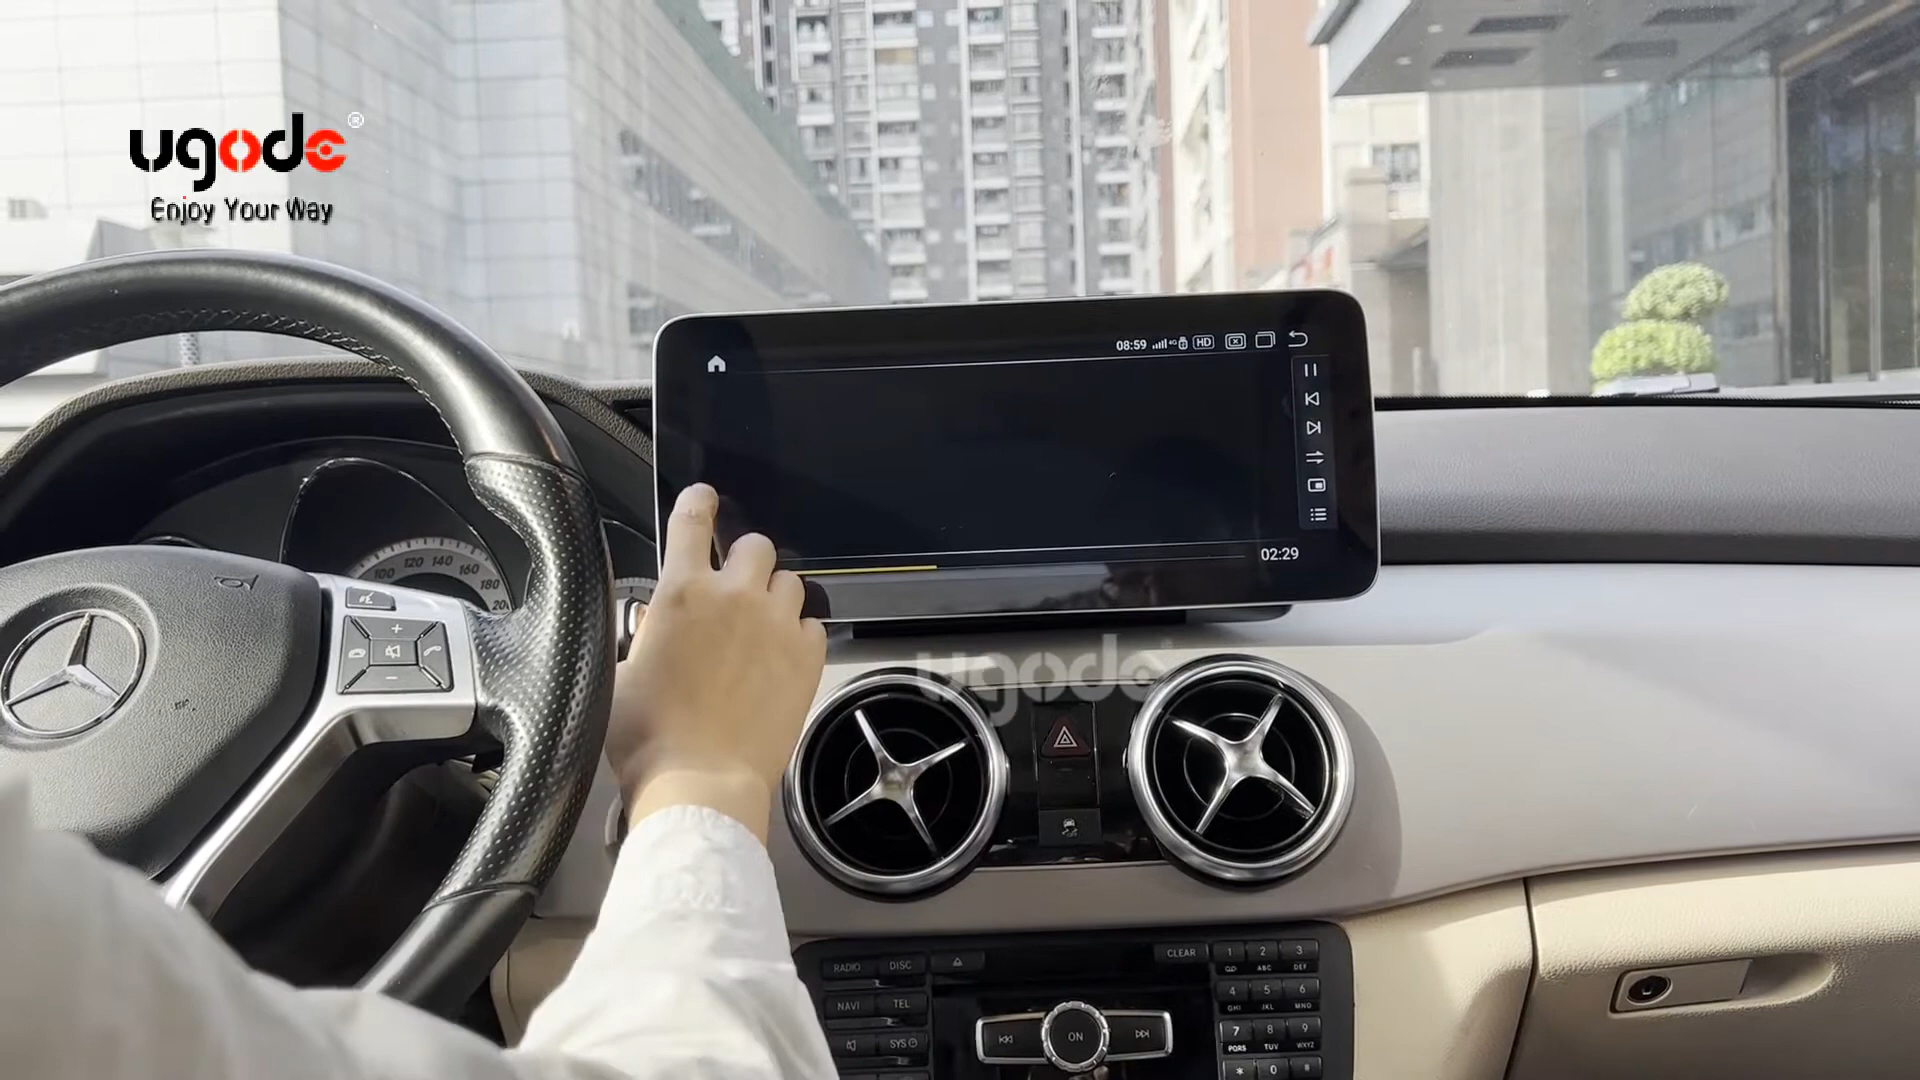 ugode®
Enjoy Your Way
08:59 4G HD
02:29
100 120 140 160 180
ugode
RADIO DISC
NAVI TEL
SYS
CLEAR
1 2 3
ABC DEF
4 5 6
GHI JKL MNO
7 8 9
PQRS TUV WXYZ
* 0 #
ON
OFF